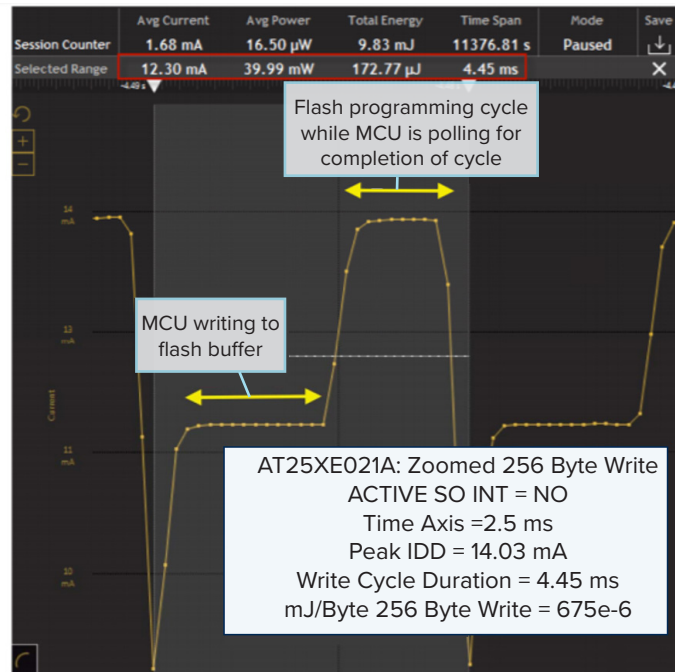 Avg Current Avg Power Total Energy Time Span Mode Save
Session Counter 1.68 mA 16.50 µW 9.83 mJ 11376.81 s Paused
Selected Range 12.30 mA 39.99 mW 172.77 µJ 4.45 ms
-4.49 s
Flash programming cycle
while MCU is polling for
completion of cycle
14
mA
MCU writing to
flash buffer
13
mA
Current
11
mA
10
mA
AT25XE021A: Zoomed 256 Byte Write
ACTIVE SO INT = NO
Time Axis =2.5 ms
Peak IDD = 14.03 mA
Write Cycle Duration = 4.45 ms
mJ/Byte 256 Byte Write = 675e-6